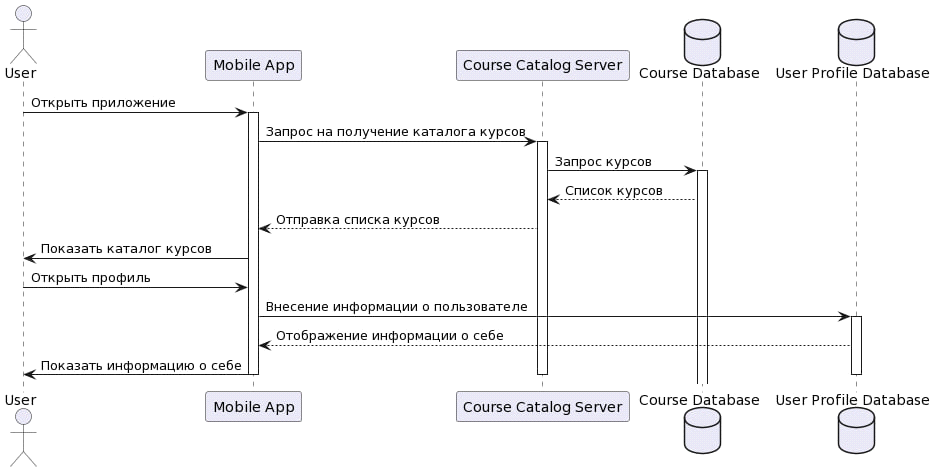 User
Mobile App
Course Catalog Server
Course Database
User Profile Database
Открыть приложение
Запрос на получение каталога курсов
Запрос курсов
Список курсов
Отправка списка курсов
Показать каталог курсов
Открыть профиль
Внесение информации о пользователе
Отображение информации о себе
Показать информацию о себе
User
Mobile App
Course Catalog Server
Course Database
User Profile Database